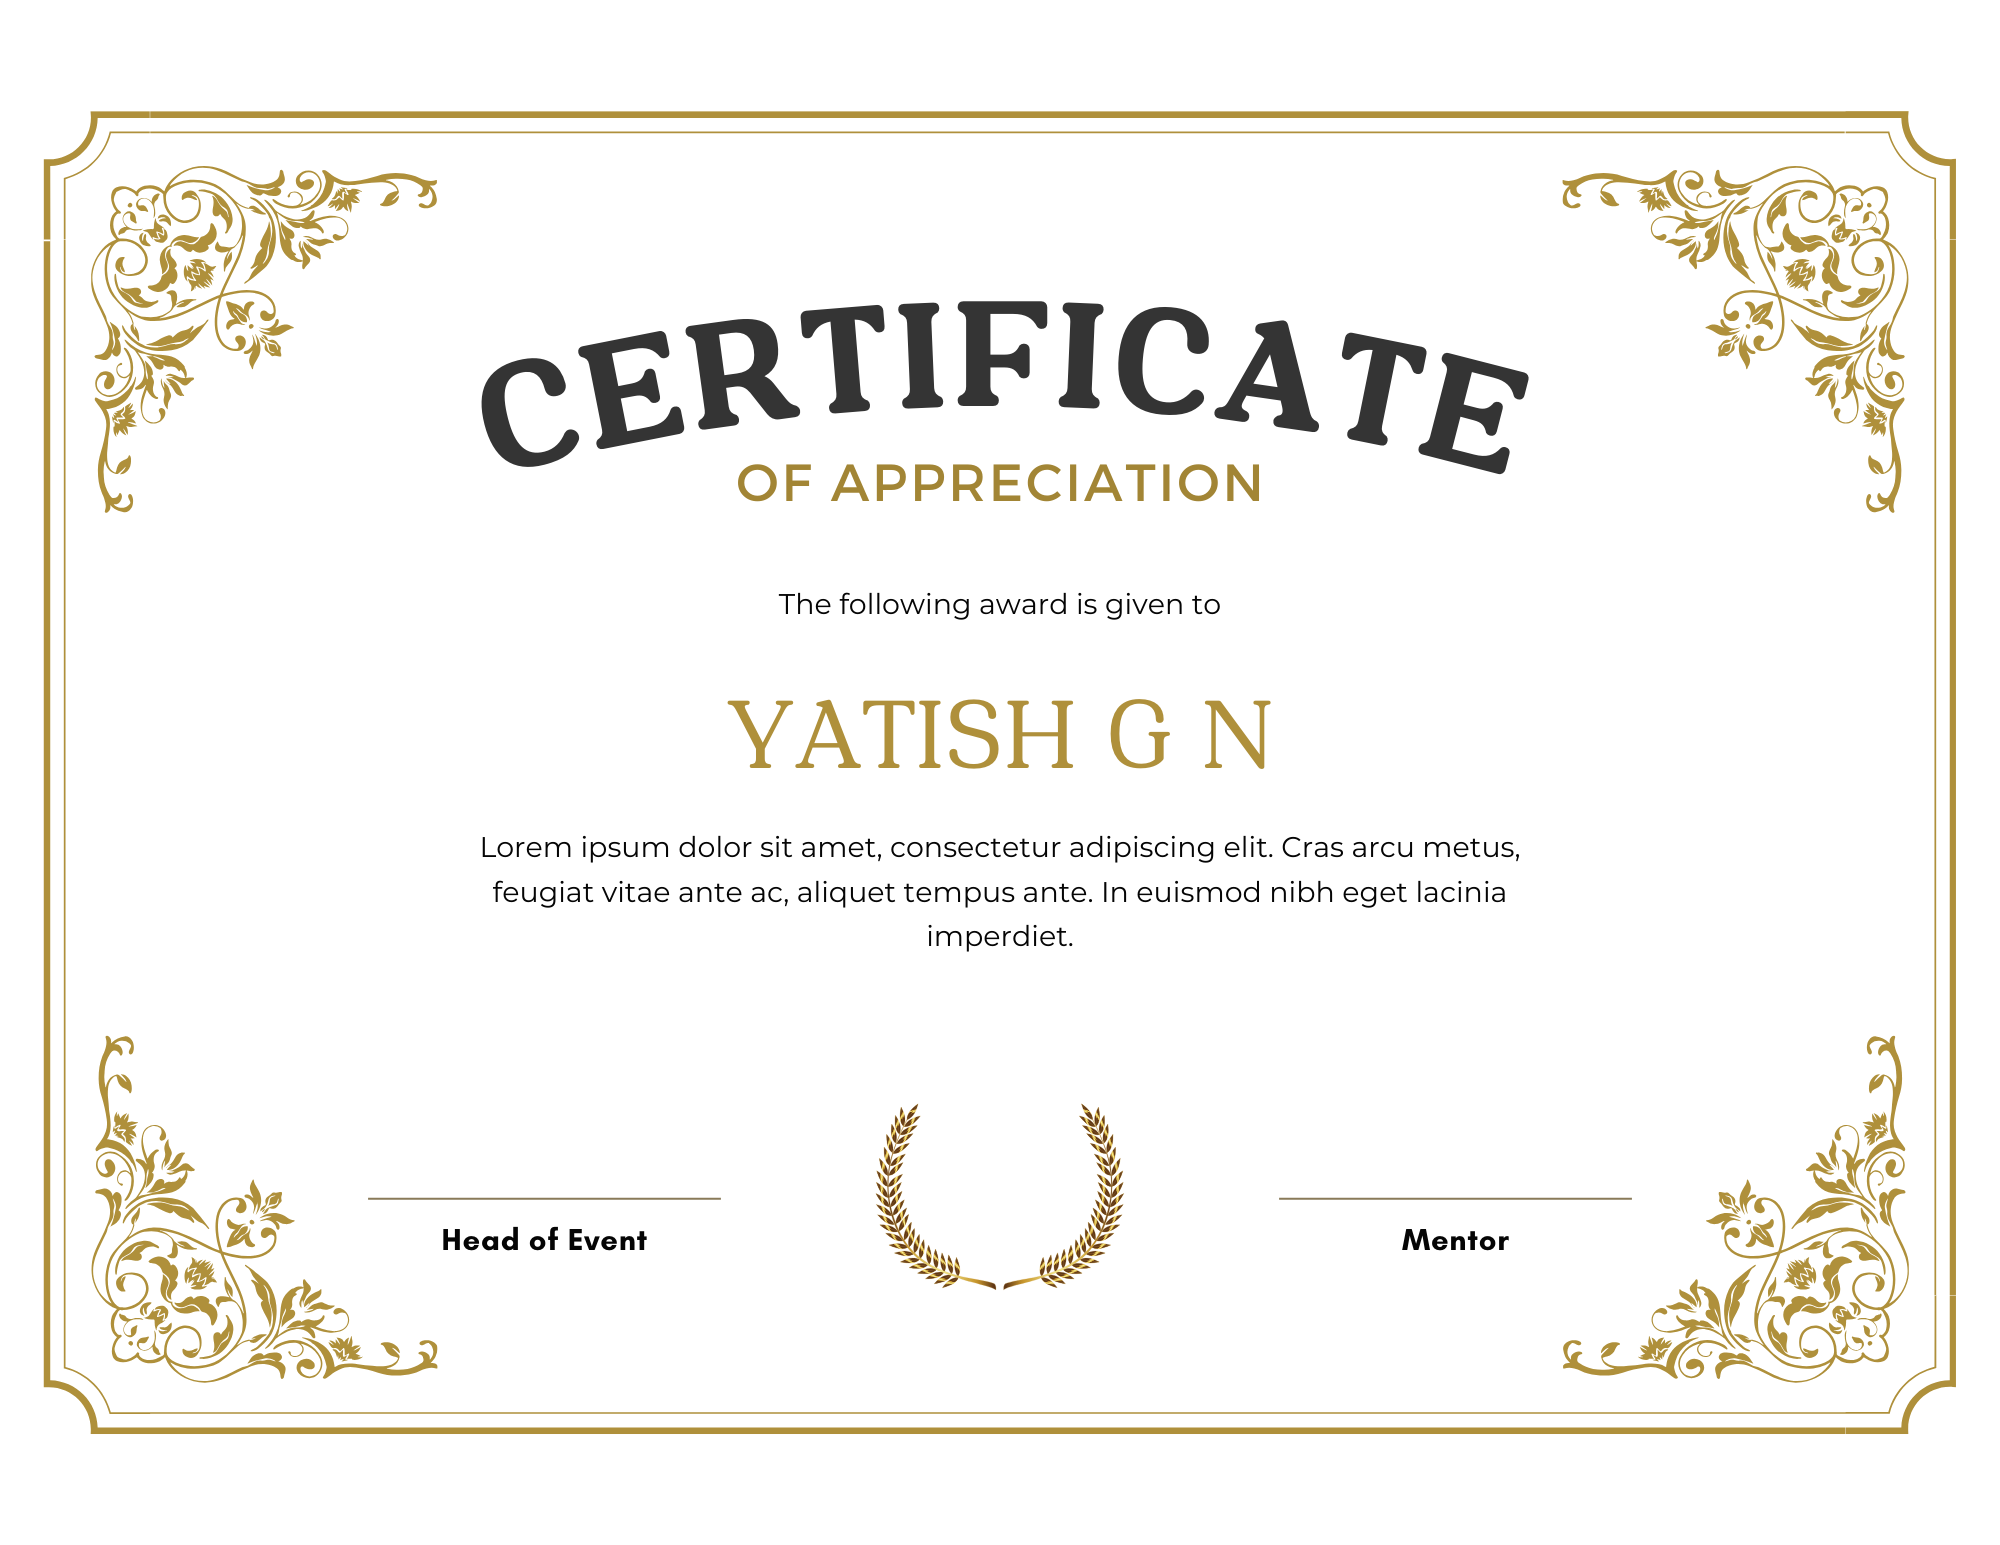 CERTIFICATE
OF APPRECIATION
The following award is given to
YATISH G N
Lorem ipsum dolor sit amet, consectetur adipiscing elit. Cras arcu metus,
feugiat vitae ante ac, aliquet tempus ante. In euismod nibh eget lacinia
imperdiet.
Head of Event
Mentor